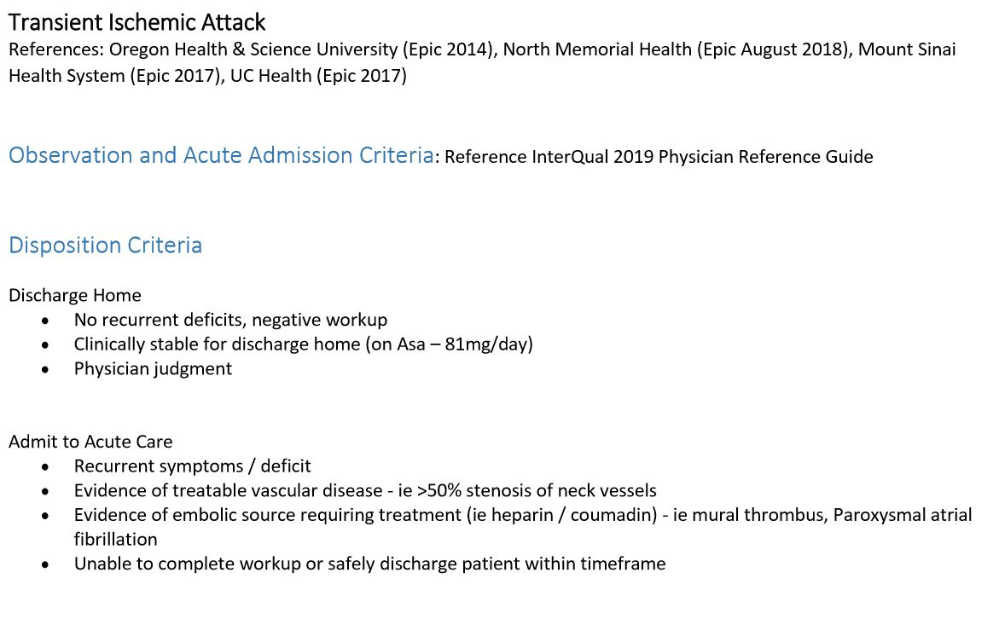 Transient Ischemic Attack
References: Oregon Health & Science University (Epic 2014), North Memorial Health (Epic August 2018), Mount Sinai
Health System (Epic 2017), UC Health (Epic 2017)
Observation and Acute Admission Criteria: Reference InterQual 2019 Physician Reference Guide
Disposition Criteria
Discharge Home
• No recurrent deficits, negative workup
• Clinically stable for discharge home (on Asa – 81mg/day)
• Physician judgment
Admit to Acute Care
• Recurrent symptoms / deficit
• Evidence of treatable vascular disease - ie >50% stenosis of neck vessels
• Evidence of embolic source requiring treatment (ie heparin / coumadin) - ie mural thrombus, Paroxysmal atrial
fibrillation
• Unable to complete workup or safely discharge patient within timeframe